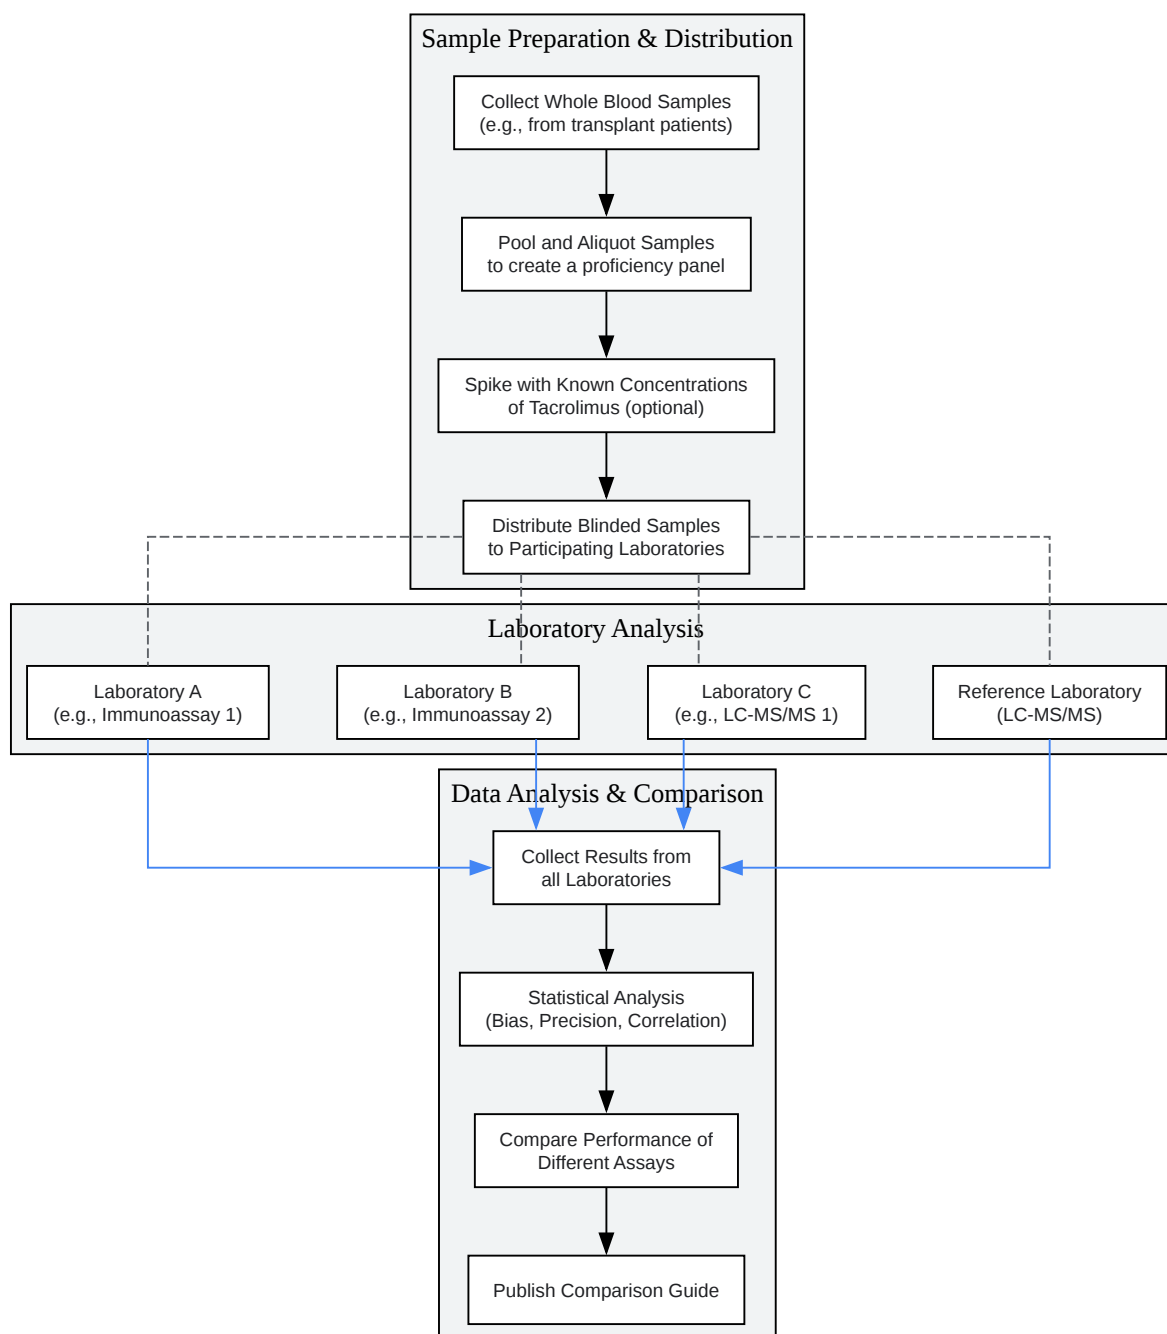 Sample Preparation & Distribution
Collect Whole Blood Samples
(e.g., from transplant patients)
Pool and Aliquot Samples
to create a proficiency panel
Spike with Known Concentrations
of Tacrolimus (optional)
Distribute Blinded Samples
to Participating Laboratories
Laboratory Analysis
Laboratory A
(e.g., Immunoassay 1)
Laboratory B
(e.g., Immunoassay 2)
Laboratory C
(e.g., LC-MS/MS 1)
Reference Laboratory
(LC-MS/MS)
Data Analysis & Comparison
Collect Results from
all Laboratories
Statistical Analysis
(Bias, Precision, Correlation)
Compare Performance of
Different Assays
Publish Comparison Guide